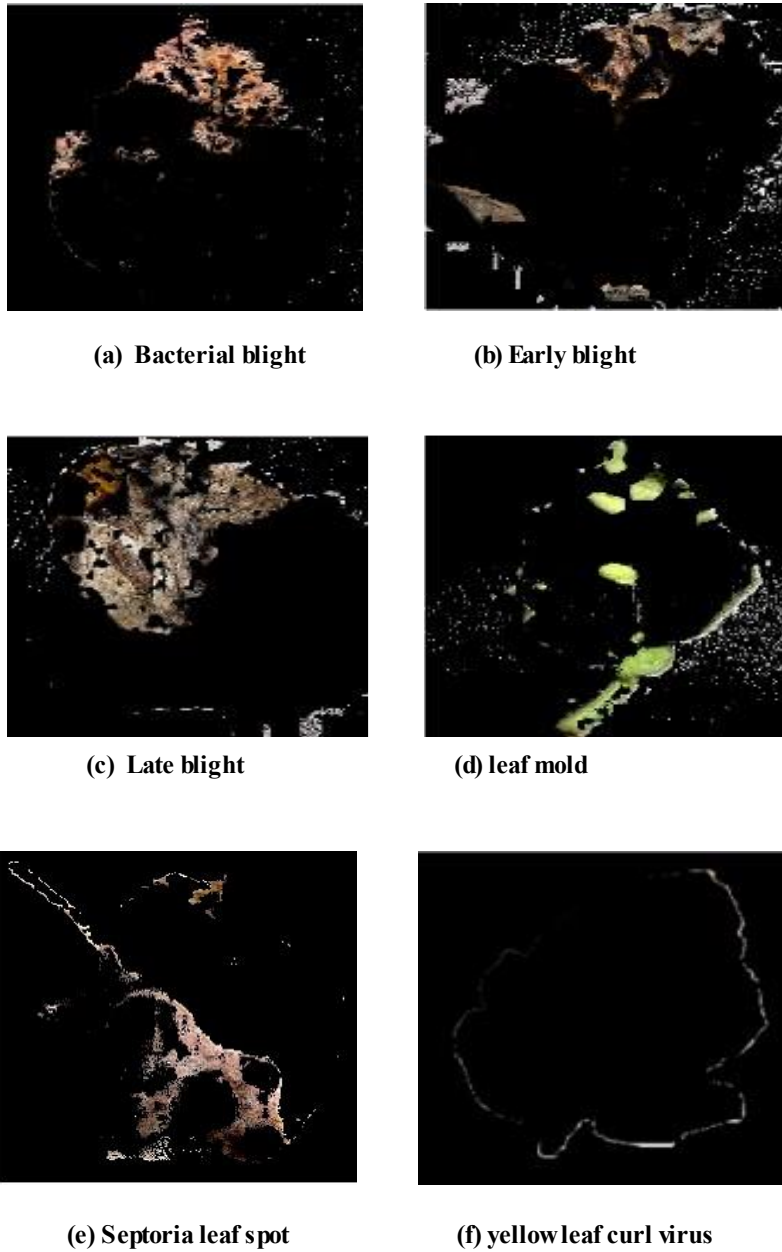 (a) Bacterial blight
(b) Early blight
(c) Late blight
(d) leaf mold
(e) Septoria leaf spot
(f) yellow leaf curl virus